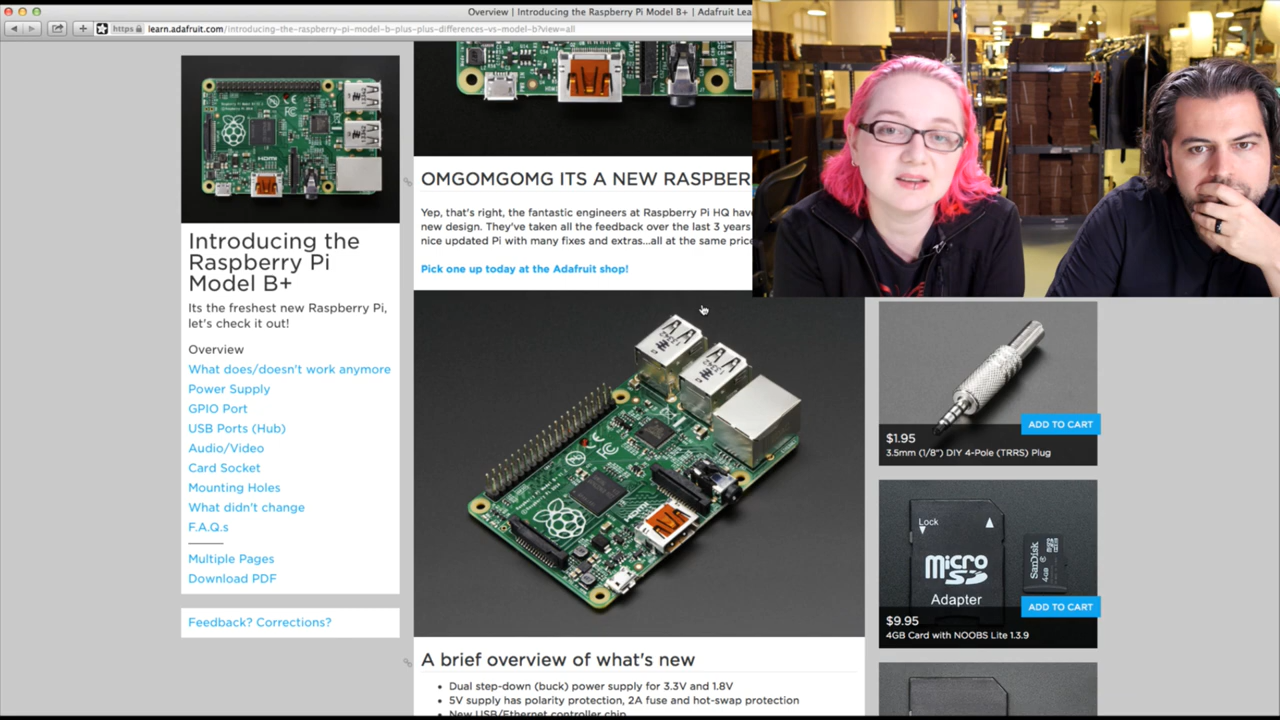 Overview | Introducing the Raspberry Pi Model B+ | Adafruit Lea
https learn.adafruit.com/introducing-the-raspberry-pi-model-b-plus-plus-differences-vs-model-b?view=all
Introducing the
Raspberry Pi
Model B+
Its the freshest new Raspberry Pi,
let's check it out!
Overview
What does/doesn't work anymore
Power Supply
GPIO Port
USB Ports (Hub)
Audio/Video
Card Socket
Mounting Holes
What didn't change
F.A.Q.s
Multiple Pages
Download PDF
Feedback? Corrections?
OMGOMGOMG ITS A NEW RASPBER
Yep, that's right, the fantastic engineers at Raspberry Pi HQ hav
new design. They've taken all the feedback over the last 3 years
nice updated Pi with many fixes and extras...all at the same price
Pick one up today at the Adafruit shop!
HDMI
A brief overview of what's new
Dual step-down (buck) power supply for 3.3V and 1.8V
5V supply has polarity protection, 2A fuse and hot-swap protection
New USB/Ethernet controller chip
ADD TO CART
$1.95
3.5mm (1/8") DIY 4-Pole (TRRS) Plug
Lock
Micro SD
Adapter
SanDisk
4GB
ADD TO CART
$9.95
4GB Card with NOOBS Lite 1.3.9